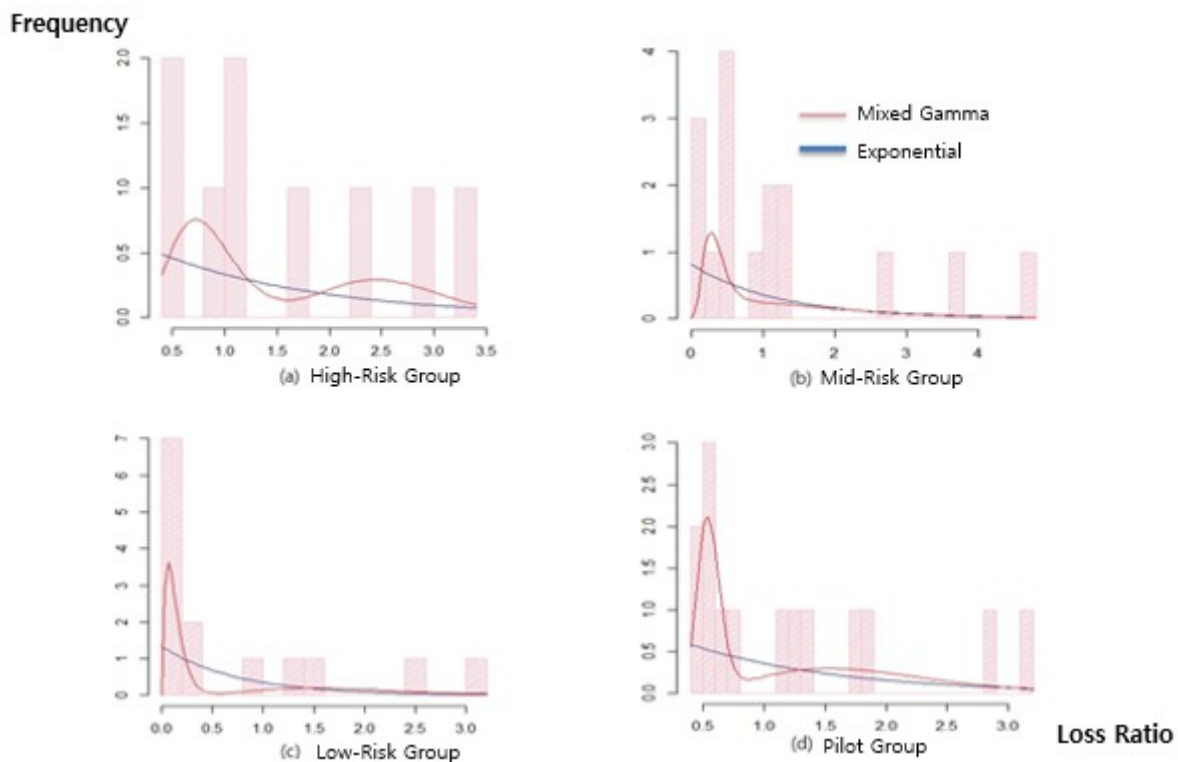 Frequency
0.0 0.5 1.0 1.5 2.0
0.5 1.0 1.5 2.0 2.5 3.0 3.5
(a) High-Risk Group
0 1 2 3 4
Mixed Gamma
Exponential
0 1 2 3 4
(b) Mid-Risk Group
0 1 2 3 4 5 6 7
0.0 0.5 1.0 1.5 2.0 2.5 3.0
(c) Low-Risk Group
0.0 0.5 1.0 1.5 2.0 2.5 3.0
0.5 1.0 1.5 2.0 2.5 3.0
(d) Pilot Group
Loss Ratio